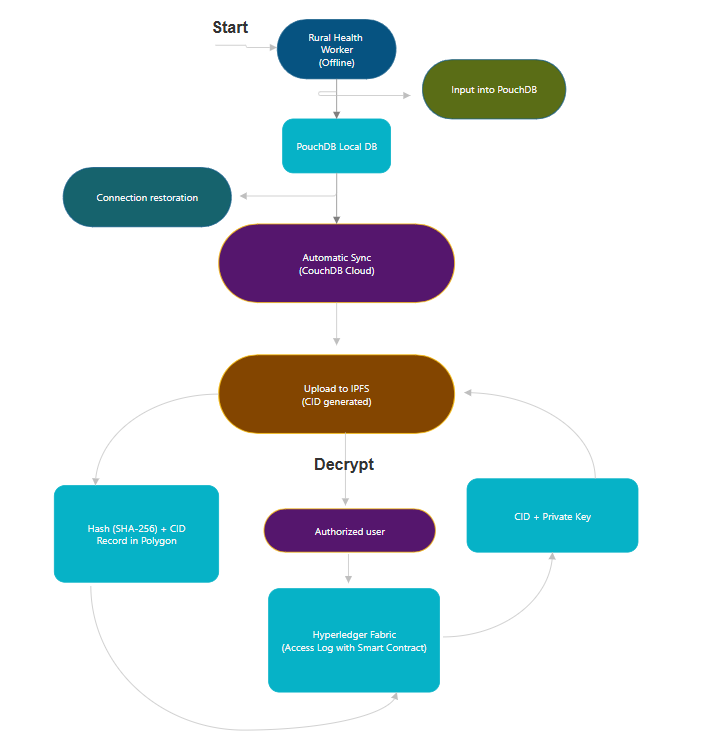 Start
Rural Health
Worker
(Offline)
Input into PouchDB
PouchDB Local DB
Connection restoration
Automatic Sync
(CouchDB Cloud)
Upload to IPFS
(CID generated)
Decrypt
Hash (SHA-256) + CID
Record in Polygon
Authorized user
CID + Private Key
Hyperledger Fabric
(Access Log with Smart Contract)